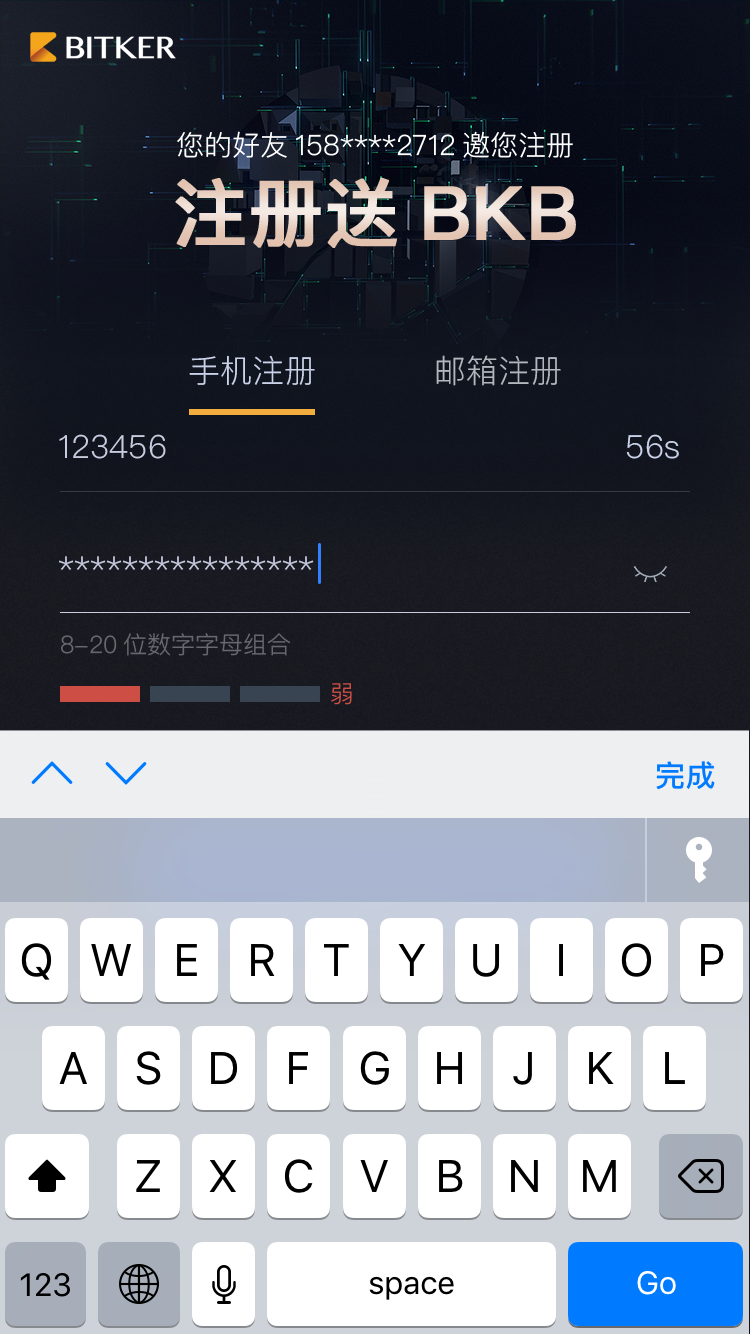 BITKER
您的好友 158****2712 邀您注册
注册送 BKB
手机注册 邮箱注册
123456 56s
****************
8-20 位数字字母组合
弱
完成
Q W E R T Y U I O P
A S D F G H J K L
Z X C V B N M
123 space Go